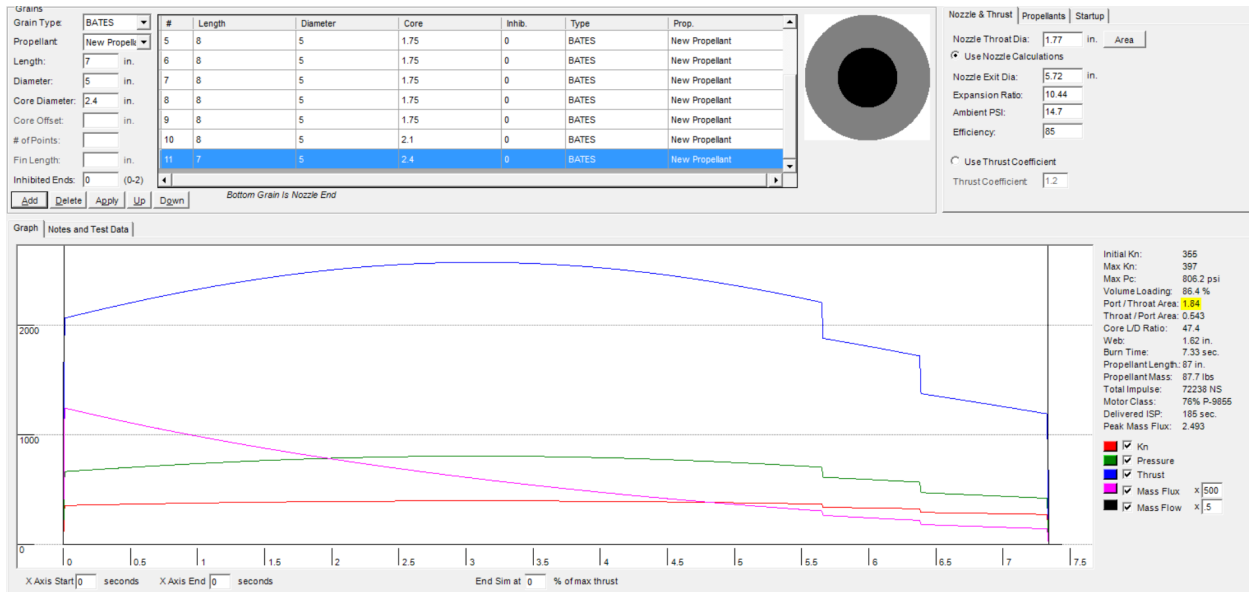 Grains
Grain Type: BATES
Propellant New Propella
Length: 7 in.
Diameter: 5 in.
Core Diameter: 2.4 in.
Core Offset: in.
# of Points:
Fin Length: in.
Inhibited Ends: 0 (0-2)
Add Delete Apply Up Down
# Length Diameter Core Inhib. Type Prop.
5 8 5 1.75 0 BATES New Propellant
6 8 5 1.75 0 BATES New Propellant
7 8 5 1.75 0 BATES New Propellant
8 8 5 1.75 0 BATES New Propellant
9 8 5 1.75 0 BATES New Propellant
10 8 5 2.1 0 BATES New Propellant
11 7 5 2.4 0 BATES New Propellant
Bottom Grain Is Nozzle End
Nozzle & Thrust Propellants Startup
Nozzle Throat Dia: 1.77 in. Area
Use Nozzle Calculations
Nozzle Exit Dia: 5.72 in.
Expansion Ratio: 10.44
Ambient PSI: 14.7
Efficiency: 85
Use Thrust Coefficient
Thrust Coefficient 1.2
Graph Notes and Test Data
2000
1000
0
0 0.5 1 1.5 2 2.5 3 3.5 4 4.5 5 5.5 6 6.5 7 7.5
X Axis Start 0 seconds X Axis End 0 seconds End Sim at 0 % of max thrust
Initial Kn: 355
Max Kn: 397
Max Pc: 806.2 psi
Volume Loading: 86.4 %
Port / Throat Area: 1.84
Throat / Port Area: 0.543
Core L/D Ratio: 47.4
Web: 1.62 in.
Burn Time: 7.33 sec.
Propellant Length: 87 in.
Propellant Mass: 87.7 lbs
Total Impulse: 72238 NS
Motor Class: 76% P-9855
Delivered ISP: 185 sec.
Peak Mass Flux: 2.493
Kn
Pressure
Thrust
Mass Flux x 500
Mass Flow x .5